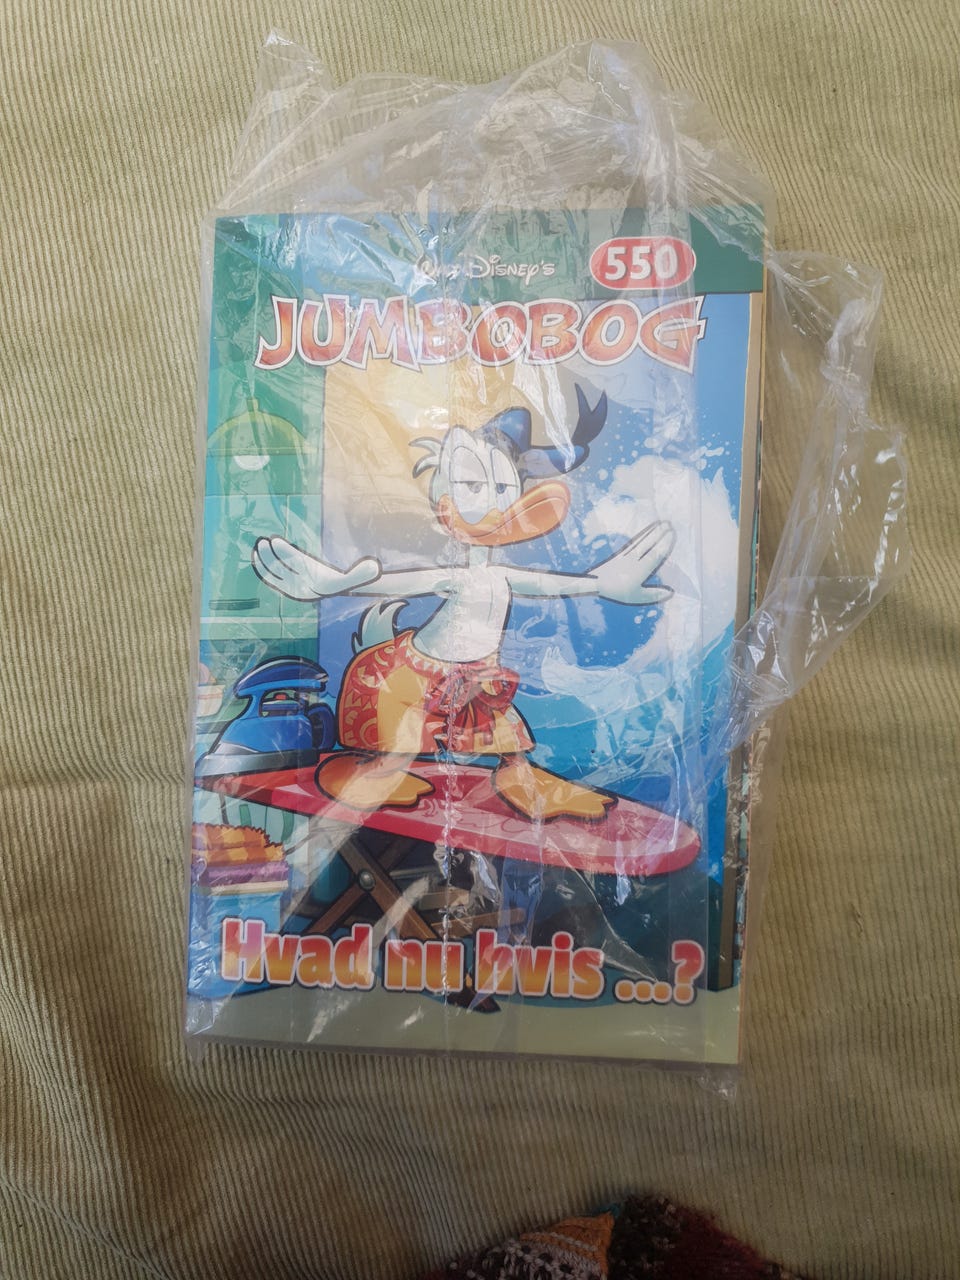 Walt Disney's
550
JUMBOBOG
Hvad nu hvis ....?